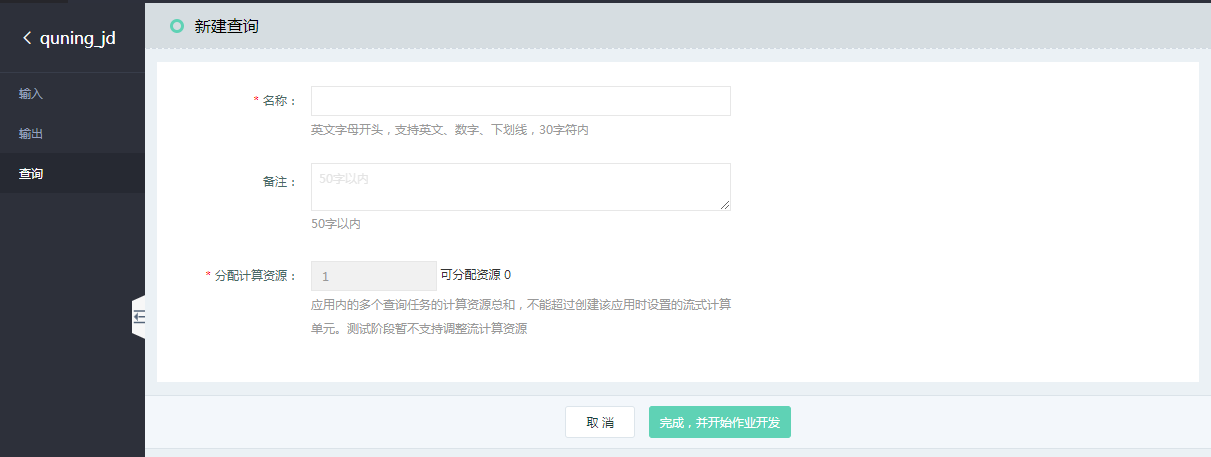 quning_jd
输入
输出
查询
新建查询
* 名称：
英文字母开头，支持英文、数字、下划线，30字符内
备注：
50字以内
50字以内
* 分配计算资源：
1
可分配资源 0
应用内的多个查询任务的计算资源总和，不能超过创建该应用时设置的流式计算
单元。测试阶段暂不支持调整流计算资源
取 消
完成，并开始作业开发